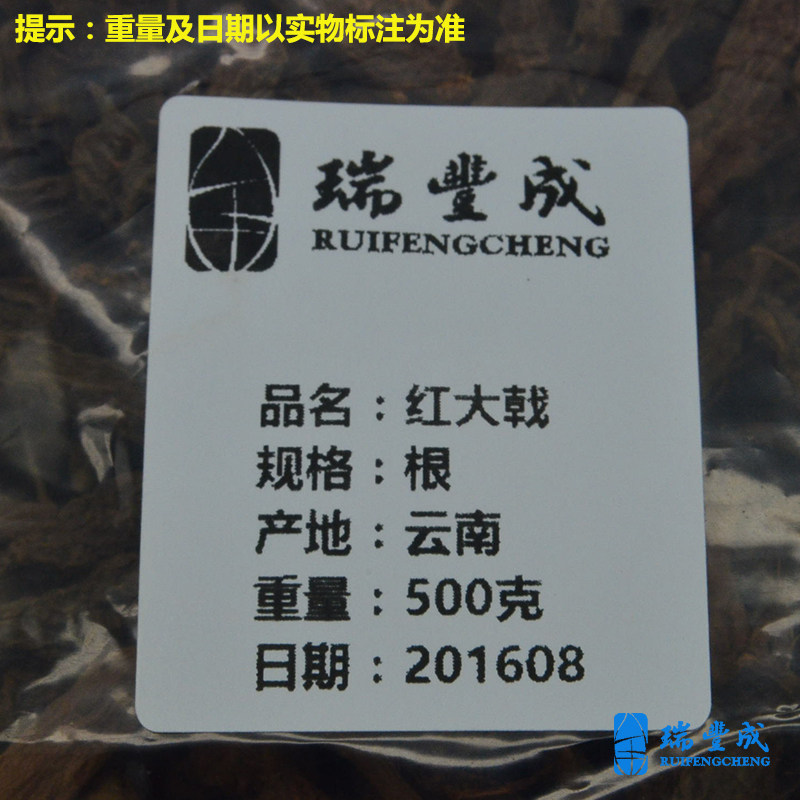 提示：重量及日期以实物标注为准
瑞豐成
RUIFENGCHENG
品名：红大戟
规格：根
产地：云南
重量：500克
日期：201608
瑞豐成
RUIFENGCHENG